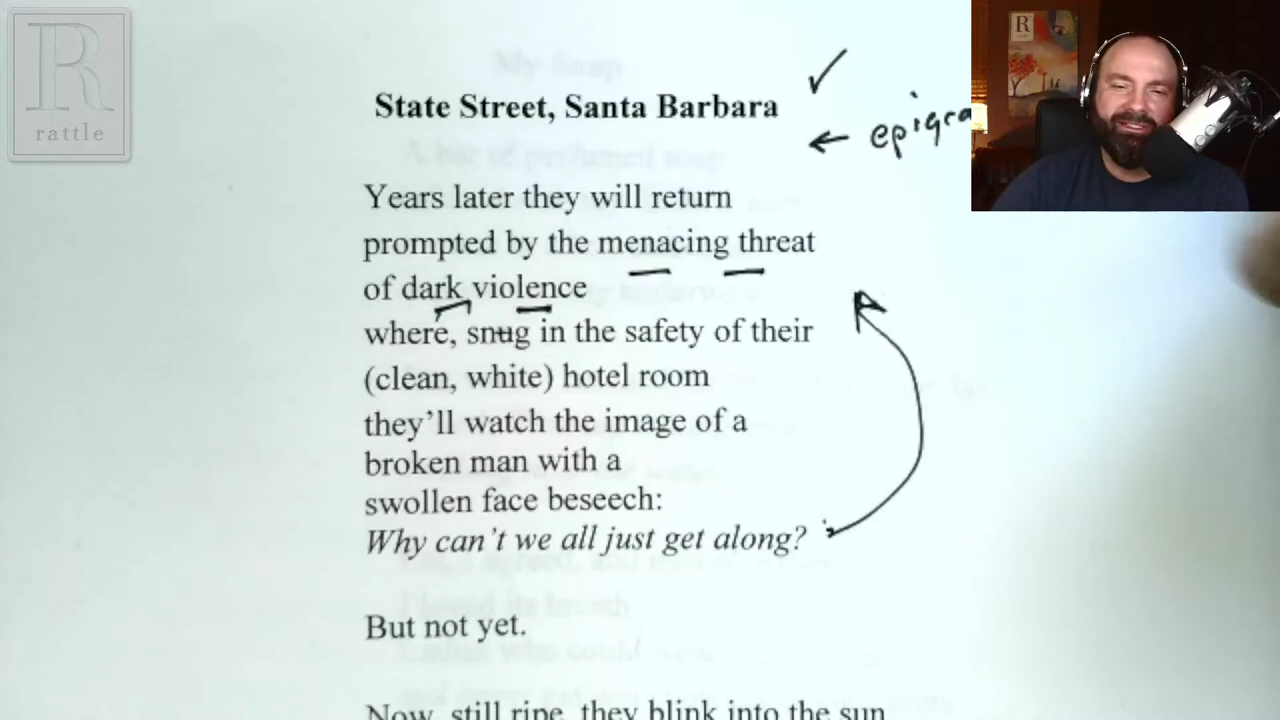 R
rattle
State Street, Santa Barbara
✓
← epigra
Years later they will return
prompted by the menacing threat
of dark violence
where, snug in the safety of their
(clean, white) hotel room
they’ll watch the image of a
broken man with a
swollen face beseech:
Why can’t we all just get along?
But not yet.
Now, still ripe, they blink into the sun
R